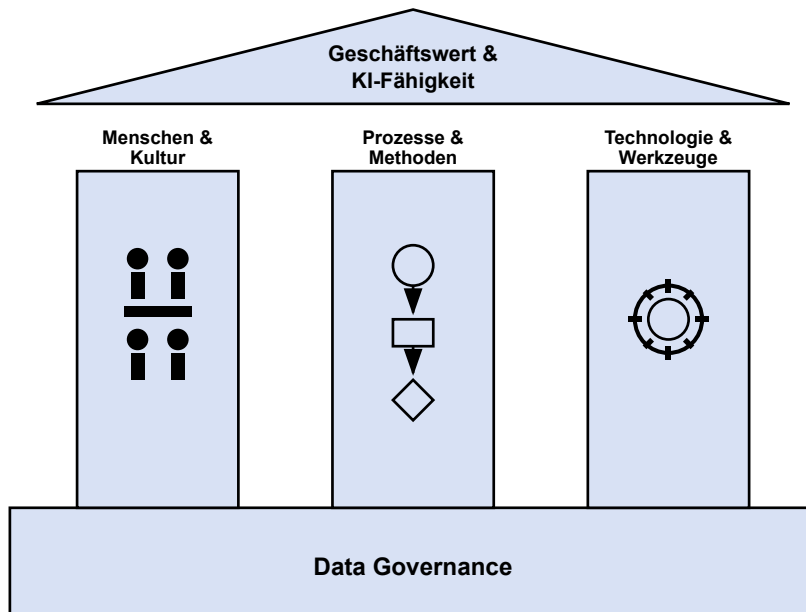 Geschäftswert &
KI-Fähigkeit
Menschen &
Kultur
Prozesse &
Methoden
Technologie &
Werkzeuge
Data Governance